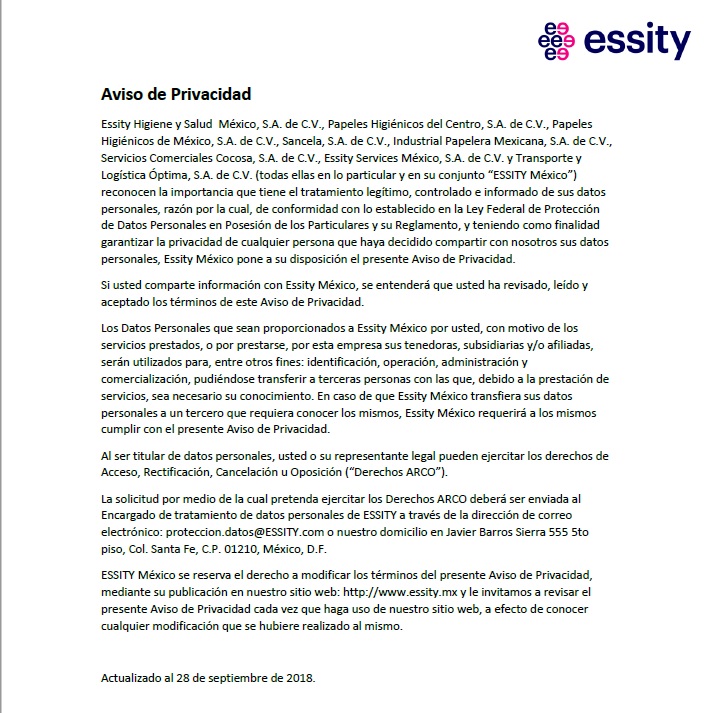 essity
Aviso de Privacidad
Essity Higiene y Salud  México, S.A. de C.V., Papeles Higiénicos del Centro, S.A. de C.V., Papeles
Higiénicos de México, S.A. de C.V., Sancela, S.A. de C.V., Industrial Papelera Mexicana, S.A. de C.V.,
Servicios Comerciales Cocosa, S.A. de C.V., Essity Services México, S.A. de C.V. y Transporte y
Logística Óptima, S.A. de C.V. (todas ellas en lo particular y en su conjunto “ESSITY México”)
reconocen la importancia que tiene el tratamiento legítimo, controlado e informado de sus datos
personales, razón por la cual, de conformidad con lo establecido en la Ley Federal de Protección
de Datos Personales en Posesión de los Particulares y su Reglamento, y teniendo como finalidad
garantizar la privacidad de cualquier persona que haya decidido compartir con nosotros sus datos
personales, Essity México pone a su disposición el presente Aviso de Privacidad.
Si usted comparte información con Essity México, se entenderá que usted ha revisado, leído y
aceptado los términos de este Aviso de Privacidad.
Los Datos Personales que sean proporcionados a Essity México por usted, con motivo de los
servicios prestados, o por prestarse, por esta empresa sus tenedoras, subsidiarias y/o afiliadas,
serán utilizados para, entre otros fines: identificación, operación, administración y
comercialización, pudiéndose transferir a terceras personas con las que, debido a la prestación de
servicios, sea necesario su conocimiento. En caso de que Essity México transfiera sus datos
personales a un tercero que requiera conocer los mismos, Essity México requerirá a los mismos
cumplir con el presente Aviso de Privacidad.
Al ser titular de datos personales, usted o su representante legal pueden ejercitar los derechos de
Acceso, Rectificación, Cancelación u Oposición (“Derechos ARCO”).
La solicitud por medio de la cual pretenda ejercitar los Derechos ARCO deberá ser enviada al
Encargado de tratamiento de datos personales de ESSITY a través de la dirección de correo
electrónico: proteccion.datos@ESSITY.com o nuestro domicilio en Javier Barros Sierra 555 5to
piso, Col. Santa Fe, C.P. 01210, México, D.F.
ESSITY México se reserva el derecho a modificar los términos del presente Aviso de Privacidad,
mediante su publicación en nuestro sitio web: http://www.essity.mx y le invitamos a revisar el
presente Aviso de Privacidad cada vez que haga uso de nuestro sitio web, a efecto de conocer
cualquier modificación que se hubiere realizado al mismo.
Actualizado al 28 de septiembre de 2018.